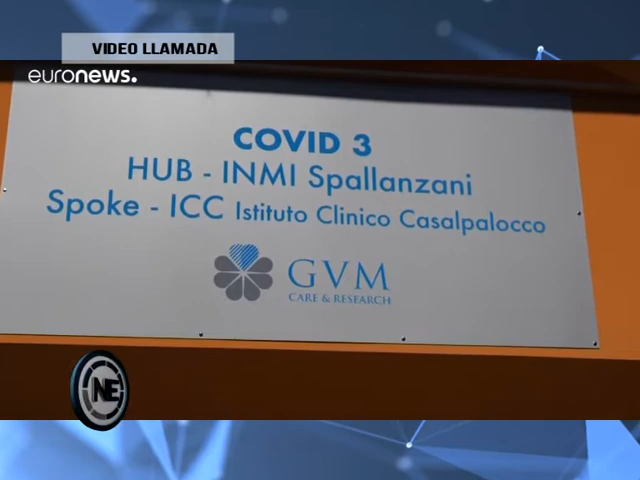 VIDEO LLAMADA
euronews.
COVID 3
HUB - INMI Spallanzani
Spoke - ICC Istituto Clinico Casalpalocco
GVM
CARE & RESEARCH
NE